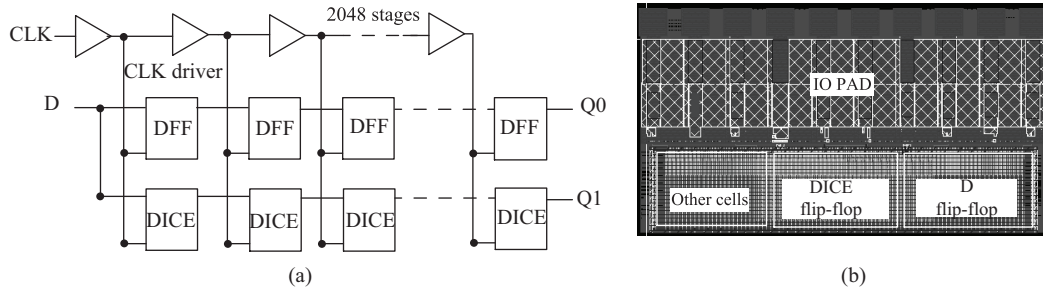 2048 stages
CLK
CLK driver
D
DFF DFF DFF DFF
Q0
DICE DICE DICE DICE
Q1
(a)
IO PAD
Other cells
DICE
flip-flop
D
flip-flop
(b)